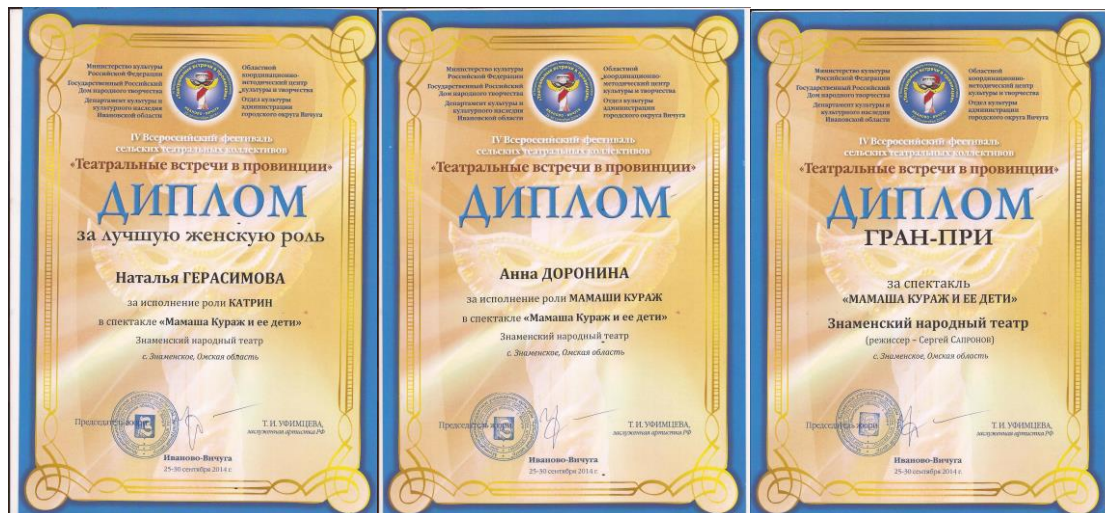 Министерство культуры
Российской Федерации
Государственный Российский
Дом народного творчества
Департамент культуры и
культурного наследия
Ивановской области
Областной
координационно-
методический центр
культуры и творчества
Отдел культуры
администрации
городского округа Вичуга
IV Всероссийский фестиваль
сельских театральных коллективов
«Театральные встречи в провинции»
ДИПЛОМ
за лучшую женскую роль
Наталья ГЕРАСИМОВА
за исполнение роли КАТРИН
в спектакле «Мамаша Кураж и ее дети»
Знаменский народный театр
с. Знаменское, Омская область
Председатель жюри
Т. И. УФИМЦЕВА,
заслуженная артистка РФ
Иваново-Вичуга
25-30 сентября 2014 г.
Министерство культуры
Российской Федерации
Государственный Российский
Дом народного творчества
Департамент культуры и
культурного наследия
Ивановской области
Областной
координационно-
методический центр
культуры и творчества
Отдел культуры
администрации
городского округа Вичуга
IV Всероссийский фестиваль
сельских театральных коллективов
«Театральные встречи в провинции»
ДИПЛОМ
Анна ДОРОНИНА
за исполнение роли МАМАШИ КУРАЖ
в спектакле «Мамаша Кураж и ее дети»
Знаменский народный театр
с. Знаменское, Омская область
Председатель жюри
Т. И. УФИМЦЕВА,
заслуженная артистка РФ
Иваново-Вичуга
25-30 сентября 2014 г.
Министерство культуры
Российской Федерации
Государственный Российский
Дом народного творчества
Департамент культуры и
культурного наследия
Ивановской области
Областной
координационно-
методический центр
культуры и творчества
Отдел культуры
администрации
городского округа Вичуга
IV Всероссийский фестиваль
сельских театральных коллективов
«Театральные встречи в провинции»
ДИПЛОМ
ГРАН-ПРИ
за спектакль
«МАМАША КУРАЖ И ЕЕ ДЕТИ»
Знаменский народный театр
(режиссер – Сергей САПРОНОВ)
с. Знаменское, Омская область
Председатель жюри
Т. И. УФИМЦЕВА,
заслуженная артистка РФ
Иваново-Вичуга
25-30 сентября 2014 г.